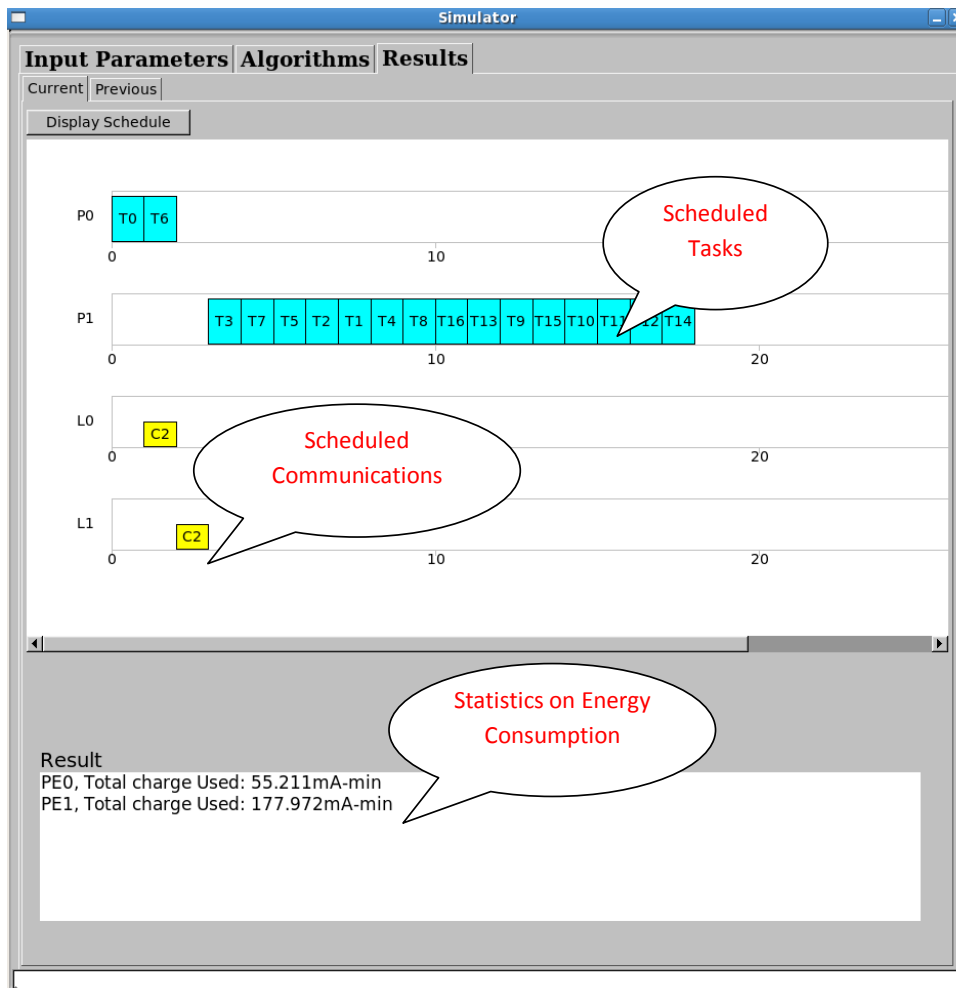 Simulator
Input Parameters Algorithms Results
Current Previous
Display Schedule
P0 T0 T6
Scheduled
Tasks
0 10
P1 T3 T7 T5 T2 T1 T4 T8 T16 T13 T9 T15 T10 T11 12 T14
0 10 20
L0 C2
Scheduled
Communications
0 20
L1 C2
0 10 20
Statistics on Energy
Consumption
Result
PE0, Total charge Used: 55.211mA-min
PE1, Total charge Used: 177.972mA-min